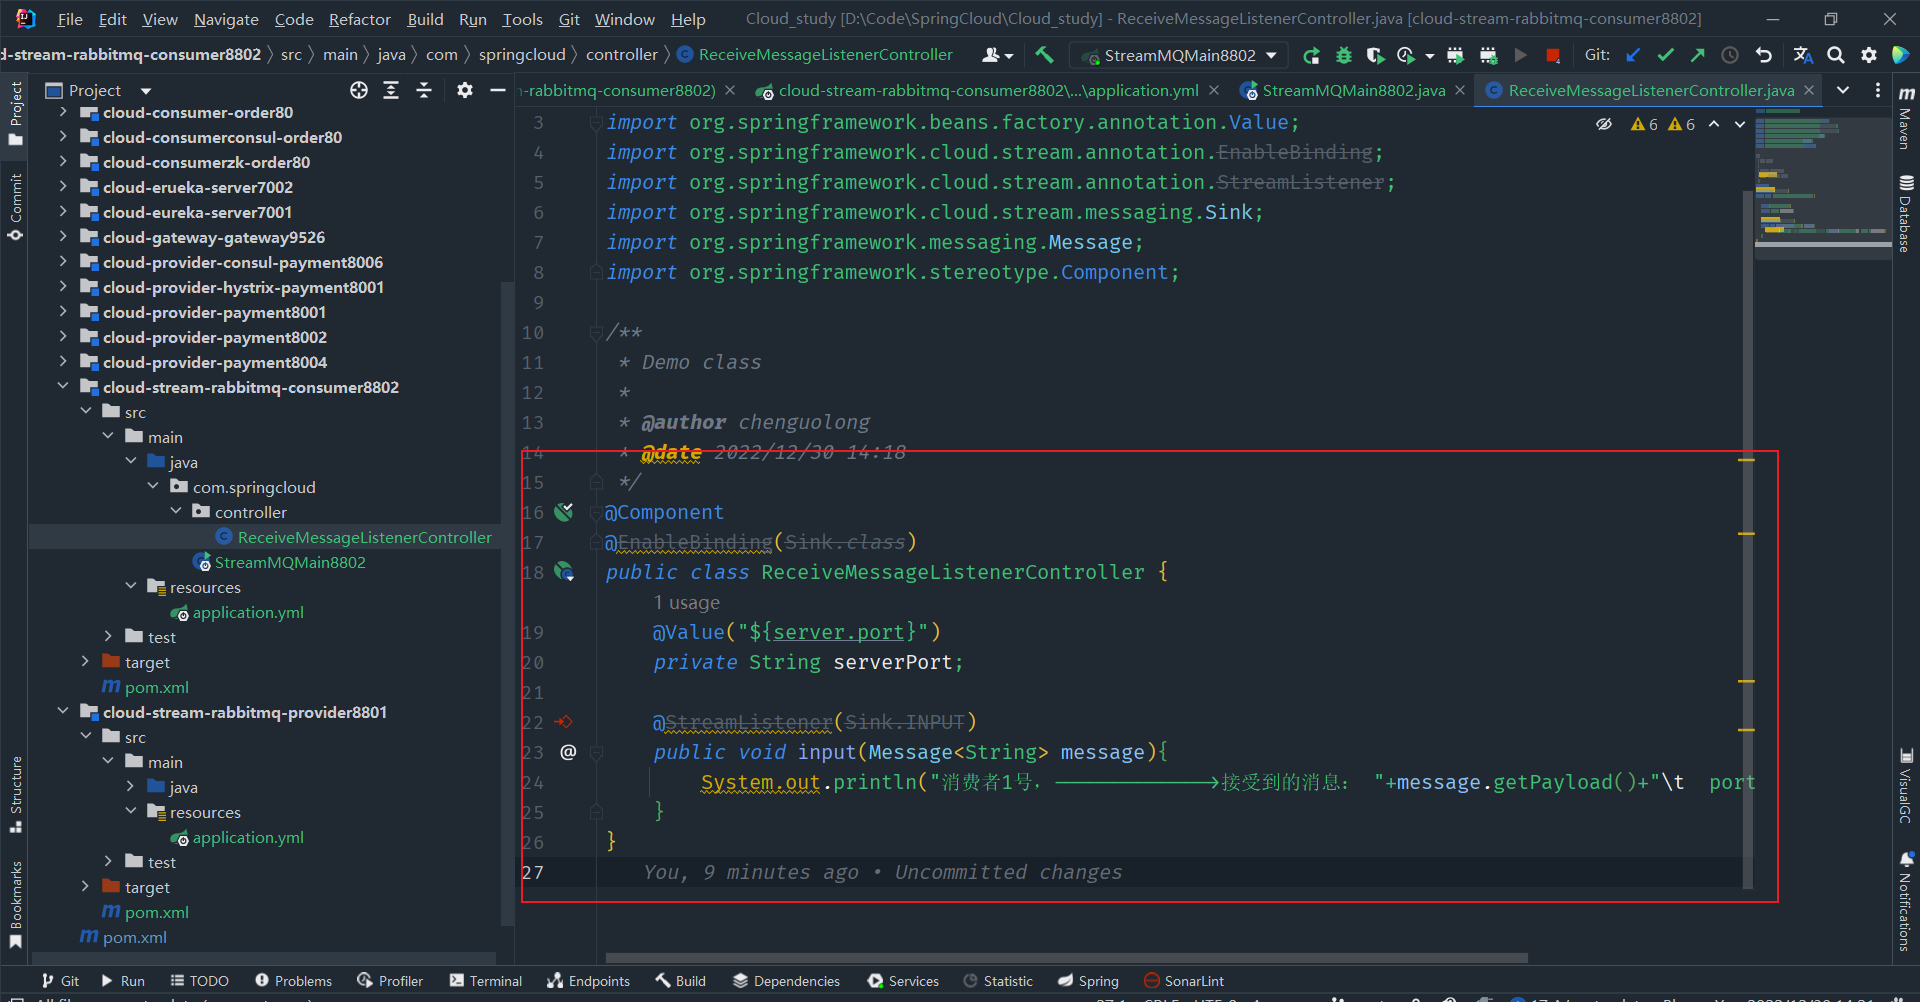 File Edit View Navigate Code Refactor Build Run Tools Git Window Help Cloud_study [D:\Code\SpringCloud\Cloud_study] - ReceiveMessageListenerController.java [cloud-stream-rabbitmq-consumer8802]
d-stream-rabbitmq-consumer8802 src main java com springcloud controller ReceiveMessageListenerController StreamMQMain8802 Git:
Project
n-rabbitmq-consumer8802) cloud-stream-rabbitmq-consumer8802\...\application.yml StreamMQMain8802.java ReceiveMessageListenerController.java
Project
Commit
Structure
Bookmarks
cloud-consumer-order80
cloud-consumerconsul-order80
cloud-consumerzk-order80
cloud-erueka-server7002
cloud-eureka-server7001
cloud-gateway-gateway9526
cloud-provider-consul-payment8006
cloud-provider-hystrix-payment8001
cloud-provider-payment8001
cloud-provider-payment8002
cloud-provider-payment8004
cloud-stream-rabbitmq-consumer8802
src
main
java
com.springcloud
controller
ReceiveMessageListenerController
StreamMQMain8802
resources
application.yml
test
target
pom.xml
cloud-stream-rabbitmq-provider8801
src
main
java
resources
application.yml
test
target
pom.xml
pom.xml
6 6
3 import org.springframework.beans.factory.annotation.Value;
4 import org.springframework.cloud.stream.annotation.EnableBinding;
5 import org.springframework.cloud.stream.annotation.StreamListener;
6 import org.springframework.cloud.stream.messaging.Sink;
7 import org.springframework.messaging.Message;
8 import org.springframework.stereotype.Component;
9
10 /**
11 * Demo class
12 *
13 * @author chenguolong
14 * @date 2022/12/30 14:18
15 */
16 @Component
17 @EnableBinding(Sink.class)
18 public class ReceiveMessageListenerController {
1 usage
19 @Value("${server.port}")
20 private String serverPort;
21
22 @StreamListener(Sink.INPUT)
23 public void input(Message<String> message){
24 System.out.println("消费者1号，------------->接受到的消息： "+message.getPayload()+"\t port
25 }
26 }
27 You, 9 minutes ago • Uncommitted changes
Maven
Database
VisualGC
Notifications
Git Run TODO Problems Profiler Terminal Endpoints Build Dependencies Services Statistic Spring SonarLint